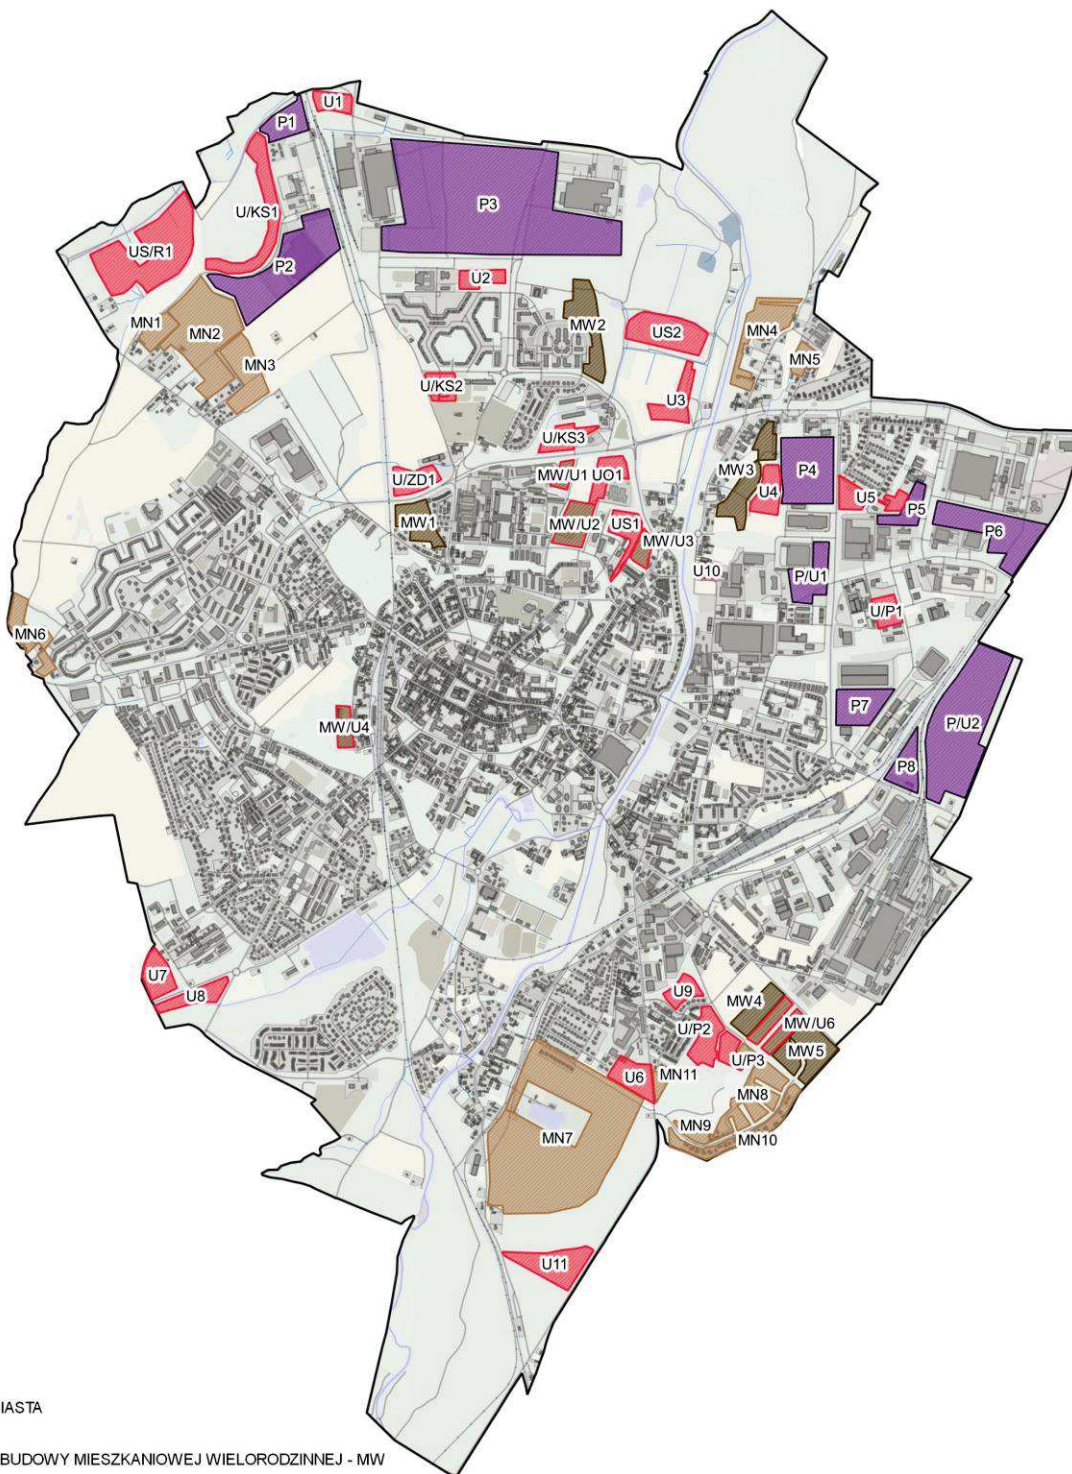 U1
P1
U/KS1
P3
US/R1
P2
U2
MN1
MN2
MW2
US2
MN4
MN3
MN5
U/KS2
U3
U/KS3
MW3
P4
U/ZD1
MW/U1
UO1
U4
U5
MW1
MW/U2
US1
P5
P6
MW/U3
U10
P/U1
U/P1
MN6
P7
P/U2
MW/U4
P8
U7
U8
U9
MW4
MW/U6
U/P2
MW5
U/P3
U6
MN11
MN8
MN9
MN7
MN10
U11
IASTA
BUDOWY MIESZKANIOWEJ WIELORODZINNEJ - MW